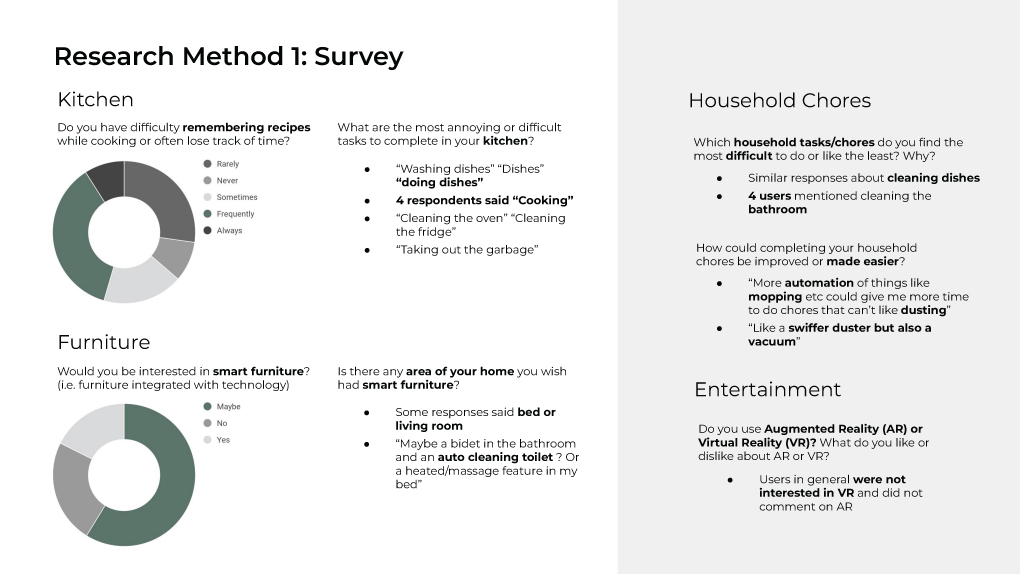 Research Method 1: Survey
Kitchen
Do you have difficulty remembering recipes
while cooking or often lose track of time?
Rarely
Never
Sometimes
Frequently
Always
What are the most annoying or difficult
tasks to complete in your kitchen?
● “Washing dishes” “Dishes”
“doing dishes”
● 4 respondents said “Cooking”
● “Cleaning the oven” “Cleaning
the fridge”
● “Taking out the garbage”
Furniture
Would you be interested in smart furniture?
(i.e. furniture integrated with technology)
Maybe
No
Yes
Is there any area of your home you wish
had smart furniture?
● Some responses said bed or
living room
● “Maybe a bidet in the bathroom
and an auto cleaning toilet ? Or
a heated/massage feature in my
bed”
Household Chores
Which household tasks/chores do you find the
most difficult to do or like the least? Why?
● Similar responses about cleaning dishes
● 4 users mentioned cleaning the
bathroom
How could completing your household
chores be improved or made easier?
● “More automation of things like
mopping etc could give me more time
to do chores that can’t like dusting”
● “Like a swiffer duster but also a
vacuum”
Entertainment
Do you use Augmented Reality (AR) or
Virtual Reality (VR)? What do you like or
dislike about AR or VR?
● Users in general were not
interested in VR and did not
comment on AR